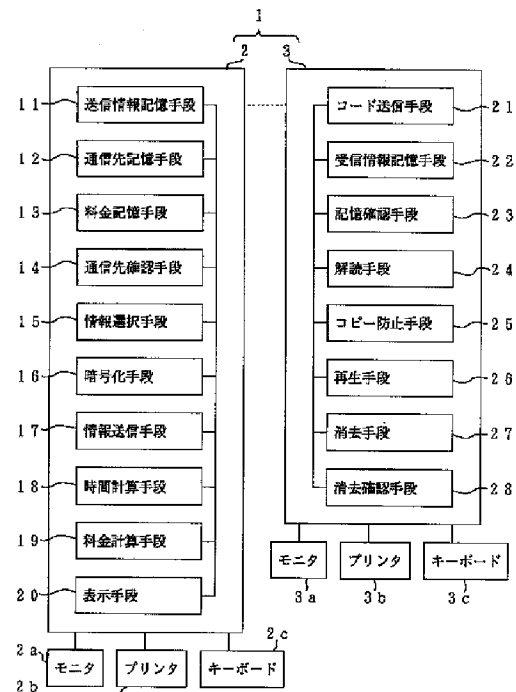 1
2 3
11 送信情報記憶手段 コード送信手段 21
12 通信先記憶手段 受信情報記憶手段 22
13 料金記憶手段 記憶確認手段 23
14 通信先確認手段 解読手段 24
15 情報選択手段 コピー防止手段 25
16 暗号化手段 再生手段 26
17 情報送信手段 消去手段 27
18 時間計算手段 消去確認手段 28
19 料金計算手段
モニタ プリンタ キーボード
3a 3b 3c
20 表示手段
2a 2c
モニタ プリンタ キーボード
2b